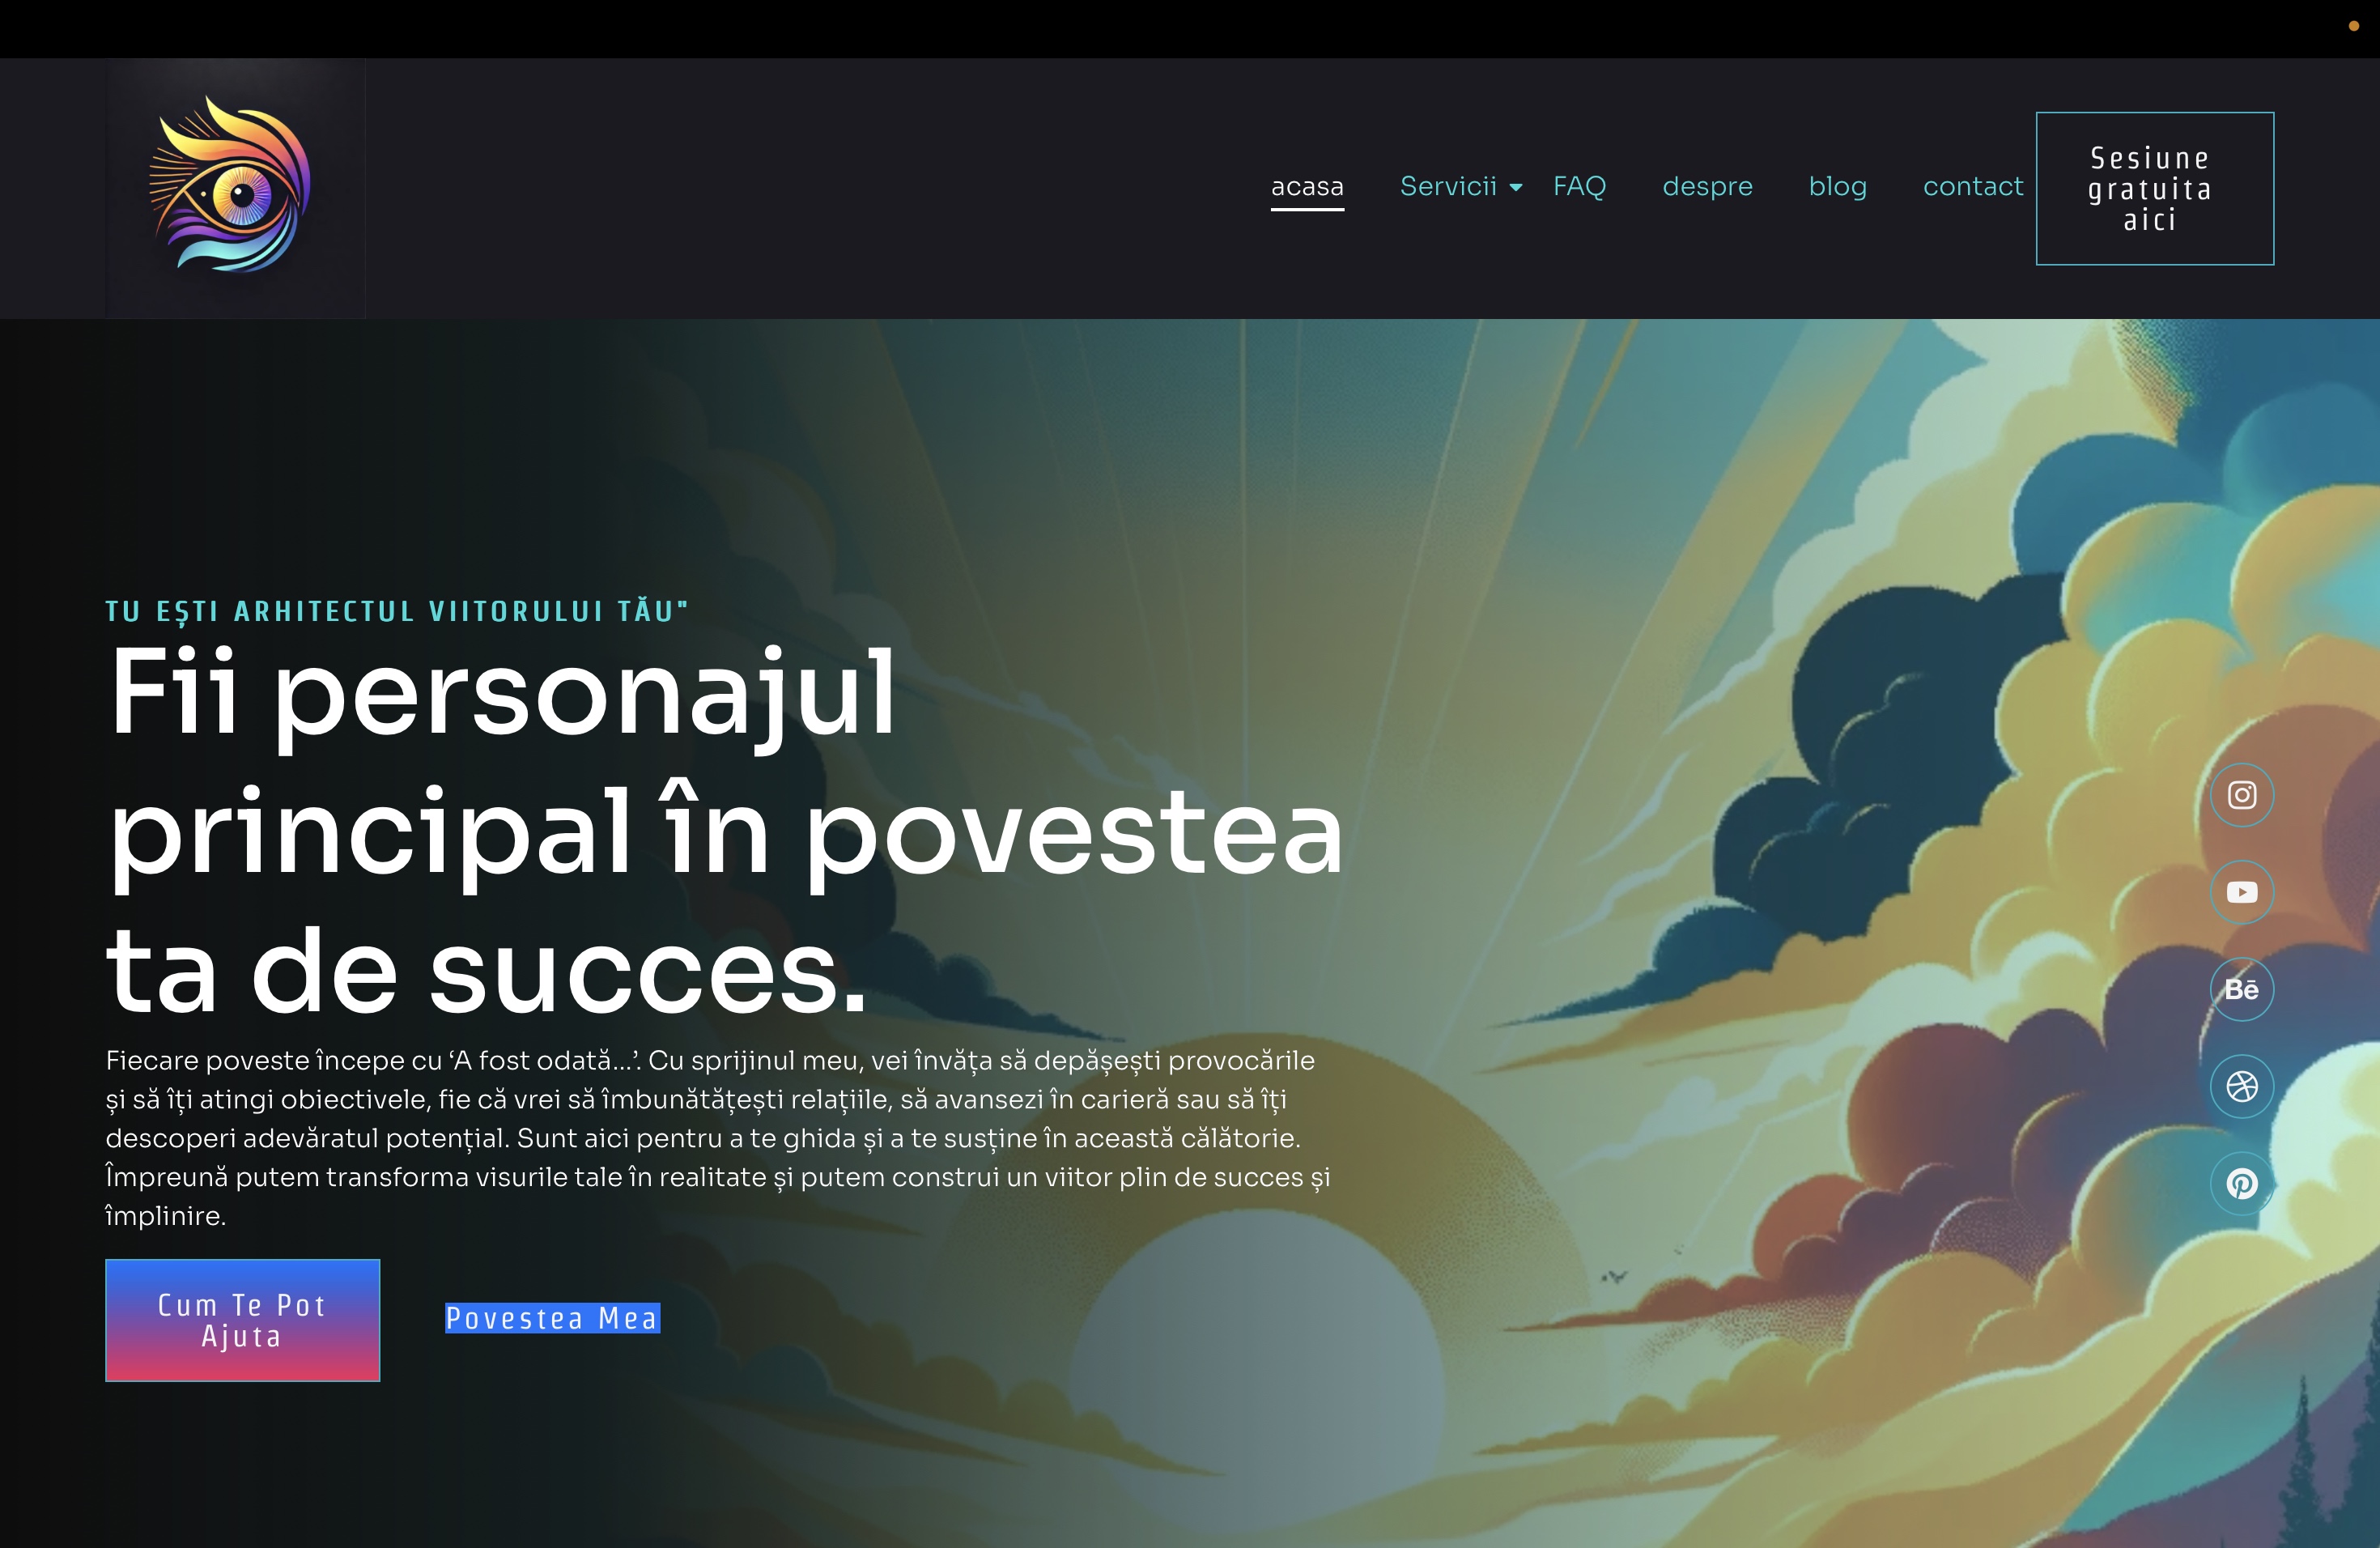 acasa
Servicii
FAQ
despre
blog
contact
Sesiune
gratuita
aici
TU EȘTI ARHITECTUL VIITORULUI TĂU"
Fii personajul
principal în povestea
ta de succes.
Fiecare poveste începe cu ‘A fost odată...’. Cu sprijinul meu, vei învăța să depășești provocările
și să îți atingi obiectivele, fie că vrei să îmbunătățești relațiile, să avansezi în carieră sau să îți
descoperi adevăratul potențial. Sunt aici pentru a te ghida și a te susține în această călătorie.
Împreună putem transforma visurile tale în realitate și putem construi un viitor plin de succes și
împlinire.
Cum Te Pot
Ajuta
Povestea Mea
Bē